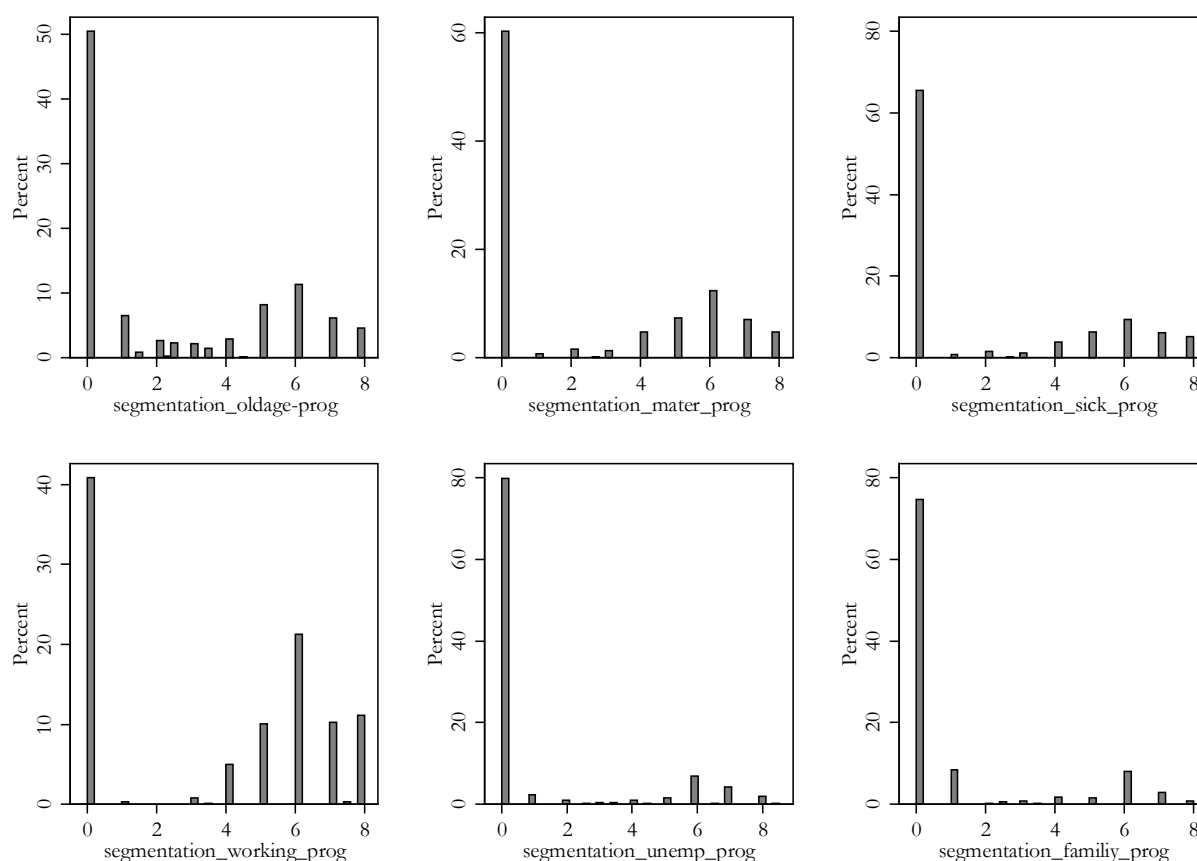 50
40
30
20
10
0
Percent
0 2 4 6 8
segmentation_oldage-prog
60
40
20
0
Percent
0 2 4 6 8
segmentation_mater_prog
80
60
40
20
0
Percent
0 2 4 6 8
segmentation_sick_prog
40
30
20
10
0
Percent
0 2 4 6 8
segmentation_working_prog
80
60
40
20
0
Percent
0 2 4 6 8
segmentation_unemp_prog
80
60
40
20
0
Percent
0 2 4 6 8
segmentation_familiy_prog